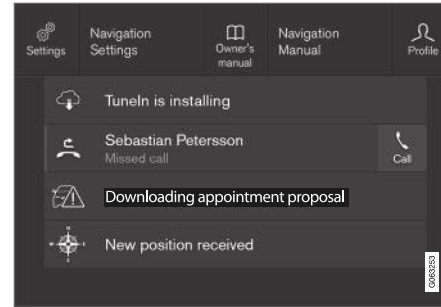 Settings
Navigation
Settings
Owner's
manual
Navigation
Manual
Profile
TuneIn is installing
Sebastian Petersson
Missed call
Call
Downloading appointment proposal
New position received
G063253